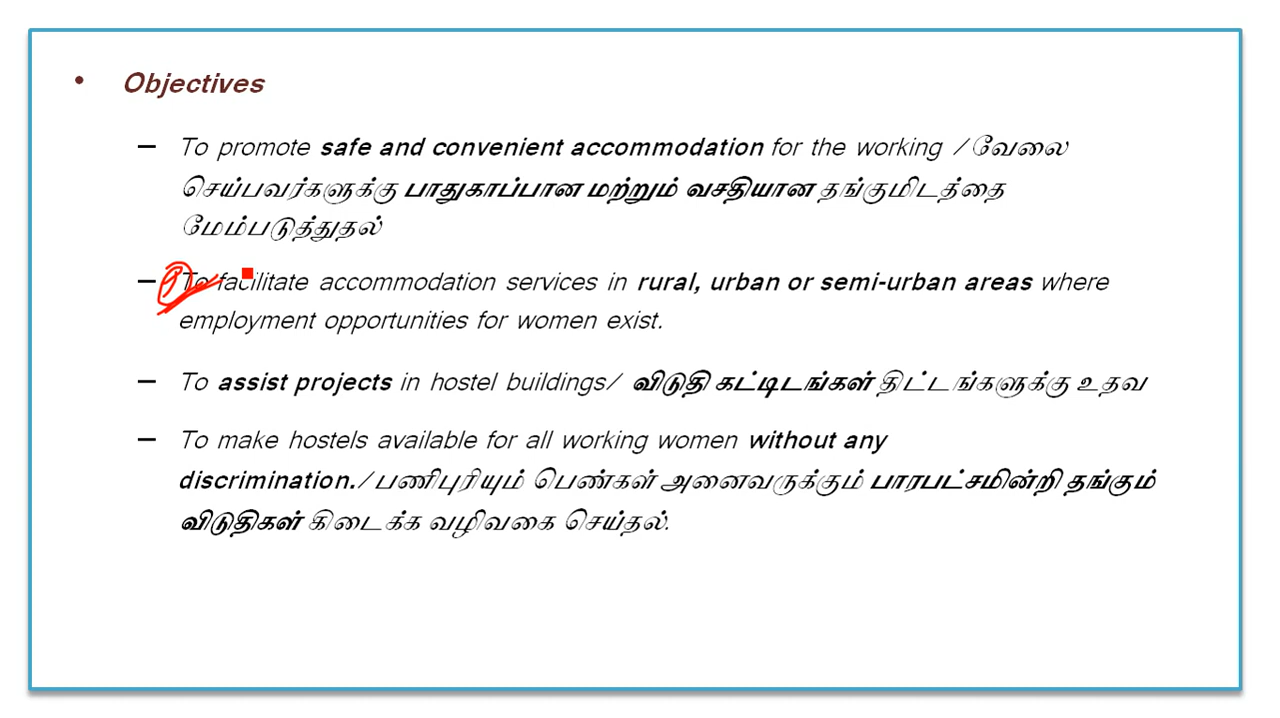 • Objectives
– To promote safe and convenient accommodation for the working / வேலை
செய்பவர்களுக்கு பாதுகாப்பான மற்றும் வசதியான தங்குமிடத்தை
மேம்படுத்துதல்
– To facilitate accommodation services in rural, urban or semi-urban areas where
employment opportunities for women exist.
– To assist projects in hostel buildings/ விடுதி கட்டிடங்கள் திட்டங்களுக்கு உதவ
– To make hostels available for all working women without any
discrimination./பணிபுரியும் பெண்கள் அனைவருக்கும் பாரபட்சமின்றி தங்கும்
விடுதிகள் கிடைக்க வழிவகை செய்தல்.